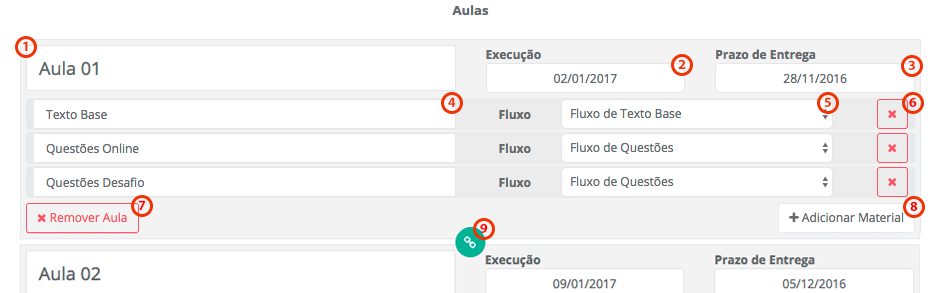 Aulas
1 Aula 01 Execução 2 02/01/2017 Prazo de Entrega 3 28/11/2016
Texto Base 4 Fluxo Fluxo de Texto Base 5 6
Questões Online Fluxo Fluxo de Questões
Questões Desafio Fluxo Fluxo de Questões
Remover Aula 7 Adicionar Material 8
9
Aula 02 Execução 09/01/2017 Prazo de Entrega 05/12/2016